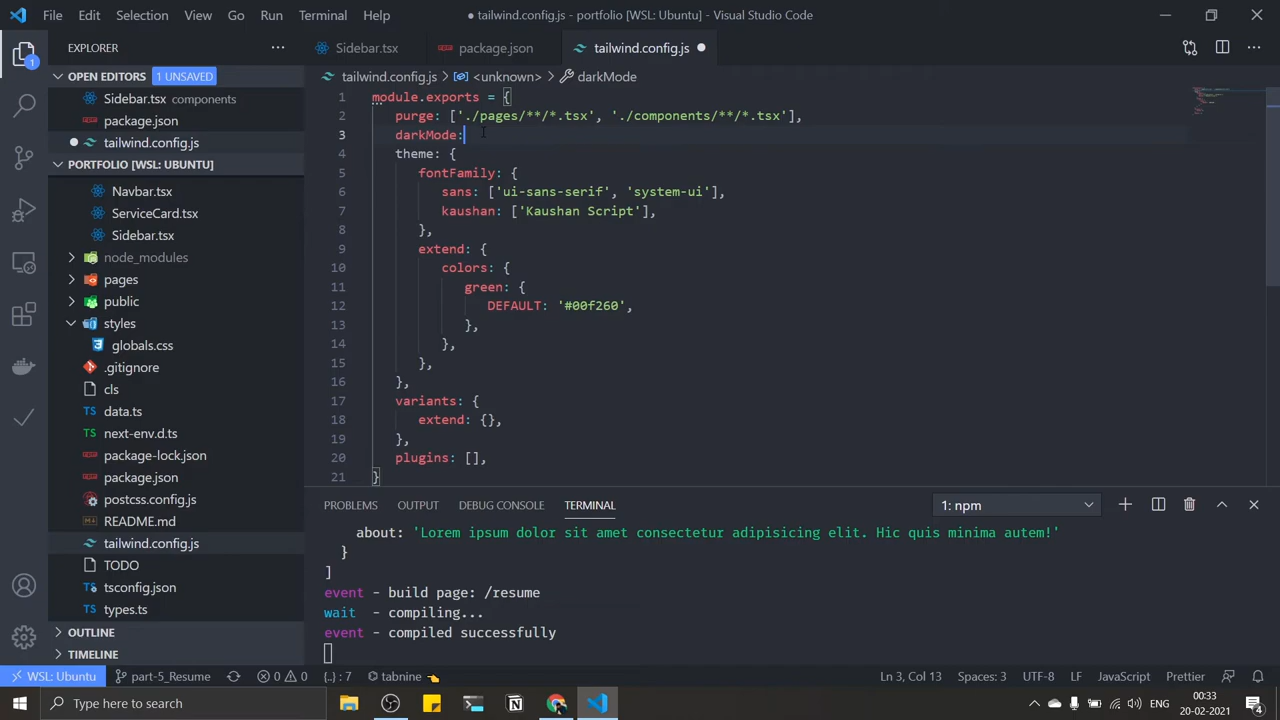 File Edit Selection View Go Run Terminal Help
● tailwind.config.js - portfolio [WSL: Ubuntu] - Visual Studio Code
EXPLORER
Sidebar.tsx package.json tailwind.config.js
OPEN EDITORS 1 UNSAVED
Sidebar.tsx components
package.json
tailwind.config.js
PORTFOLIO [WSL: UBUNTU]
Navbar.tsx
ServiceCard.tsx
Sidebar.tsx
node_modules
pages
public
styles
globals.css
.gitignore
cls
data.ts
next-env.d.ts
package-lock.json
package.json
postcss.config.js
README.md
tailwind.config.js
TODO
tsconfig.json
types.ts
OUTLINE
TIMELINE
tailwind.config.js > <unknown> > darkMode
1 module.exports = {
2 purge: ['./pages/**/*.tsx', './components/**/*.tsx'],
3 darkMode:
4 theme: {
5 fontFamily: {
6 sans: ['ui-sans-serif', 'system-ui'],
7 kaushan: ['Kaushan Script'],
8 },
9 extend: {
10 colors: {
11 green: {
12 DEFAULT: '#00f260',
13 },
14 },
15 },
16 },
17 variants: {
18 extend: {},
19 },
20 plugins: [],
21 }
PROBLEMS OUTPUT DEBUG CONSOLE TERMINAL 1: npm
about: 'Lorem ipsum dolor sit amet consectetur adipisicing elit. Hic quis minima autem!'
}
]
event - build page: /resume
wait - compiling...
event - compiled successfully
WSL: Ubuntu part-5_Resume 0 0 {.} : 7 tabnine Ln 3, Col 13 Spaces: 3 UTF-8 LF JavaScript Prettier
Type here to search
ENG
00:33
20-02-2021
4
1